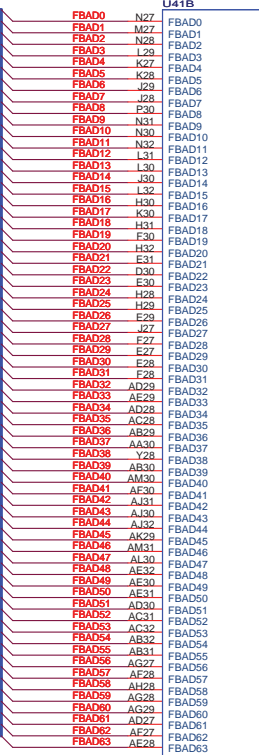 U41B
FBAD0 N27 FBAD0
FBAD1 M27 FBAD1
FBAD2 N28 FBAD2
FBAD3 L29 FBAD3
FBAD4 K27 FBAD4
FBAD5 K28 FBAD5
FBAD6 J29 FBAD6
FBAD7 J28 FBAD7
FBAD8 P30 FBAD8
FBAD9 N31 FBAD9
FBAD10 N30 FBAD10
FBAD11 N32 FBAD11
FBAD12 L31 FBAD12
FBAD13 L30 FBAD13
FBAD14 J30 FBAD14
FBAD15 L32 FBAD15
FBAD16 H30 FBAD16
FBAD17 K30 FBAD17
FBAD18 H31 FBAD18
FBAD19 F30 FBAD19
FBAD20 H32 FBAD20
FBAD21 E31 FBAD21
FBAD22 D30 FBAD22
FBAD23 E30 FBAD23
FBAD24 H28 FBAD24
FBAD25 H29 FBAD25
FBAD26 E29 FBAD26
FBAD27 J27 FBAD27
FBAD28 F27 FBAD28
FBAD29 E27 FBAD29
FBAD30 E28 FBAD30
FBAD31 F28 FBAD31
FBAD32 AD29 FBAD32
FBAD33 AE29 FBAD33
FBAD34 AD28 FBAD34
FBAD35 AC28 FBAD35
FBAD36 AB29 FBAD36
FBAD37 AA30 FBAD37
FBAD38 Y28 FBAD38
FBAD39 AB30 FBAD39
FBAD40 AM30 FBAD40
FBAD41 AF30 FBAD41
FBAD42 AJ31 FBAD42
FBAD43 AJ30 FBAD43
FBAD44 AJ32 FBAD44
FBAD45 AK29 FBAD45
FBAD46 AM31 FBAD46
FBAD47 AL30 FBAD47
FBAD48 AE32 FBAD48
FBAD49 AE30 FBAD49
FBAD50 AE31 FBAD50
FBAD51 AD30 FBAD51
FBAD52 AC31 FBAD52
FBAD53 AC32 FBAD53
FBAD54 AB32 FBAD54
FBAD55 AB31 FBAD55
FBAD56 AG27 FBAD56
FBAD57 AF28 FBAD57
FBAD58 AH28 FBAD58
FBAD59 AG28 FBAD59
FBAD60 AG29 FBAD60
FBAD61 AD27 FBAD61
FBAD62 AF27 FBAD62
FBAD63 AE28 FBAD63